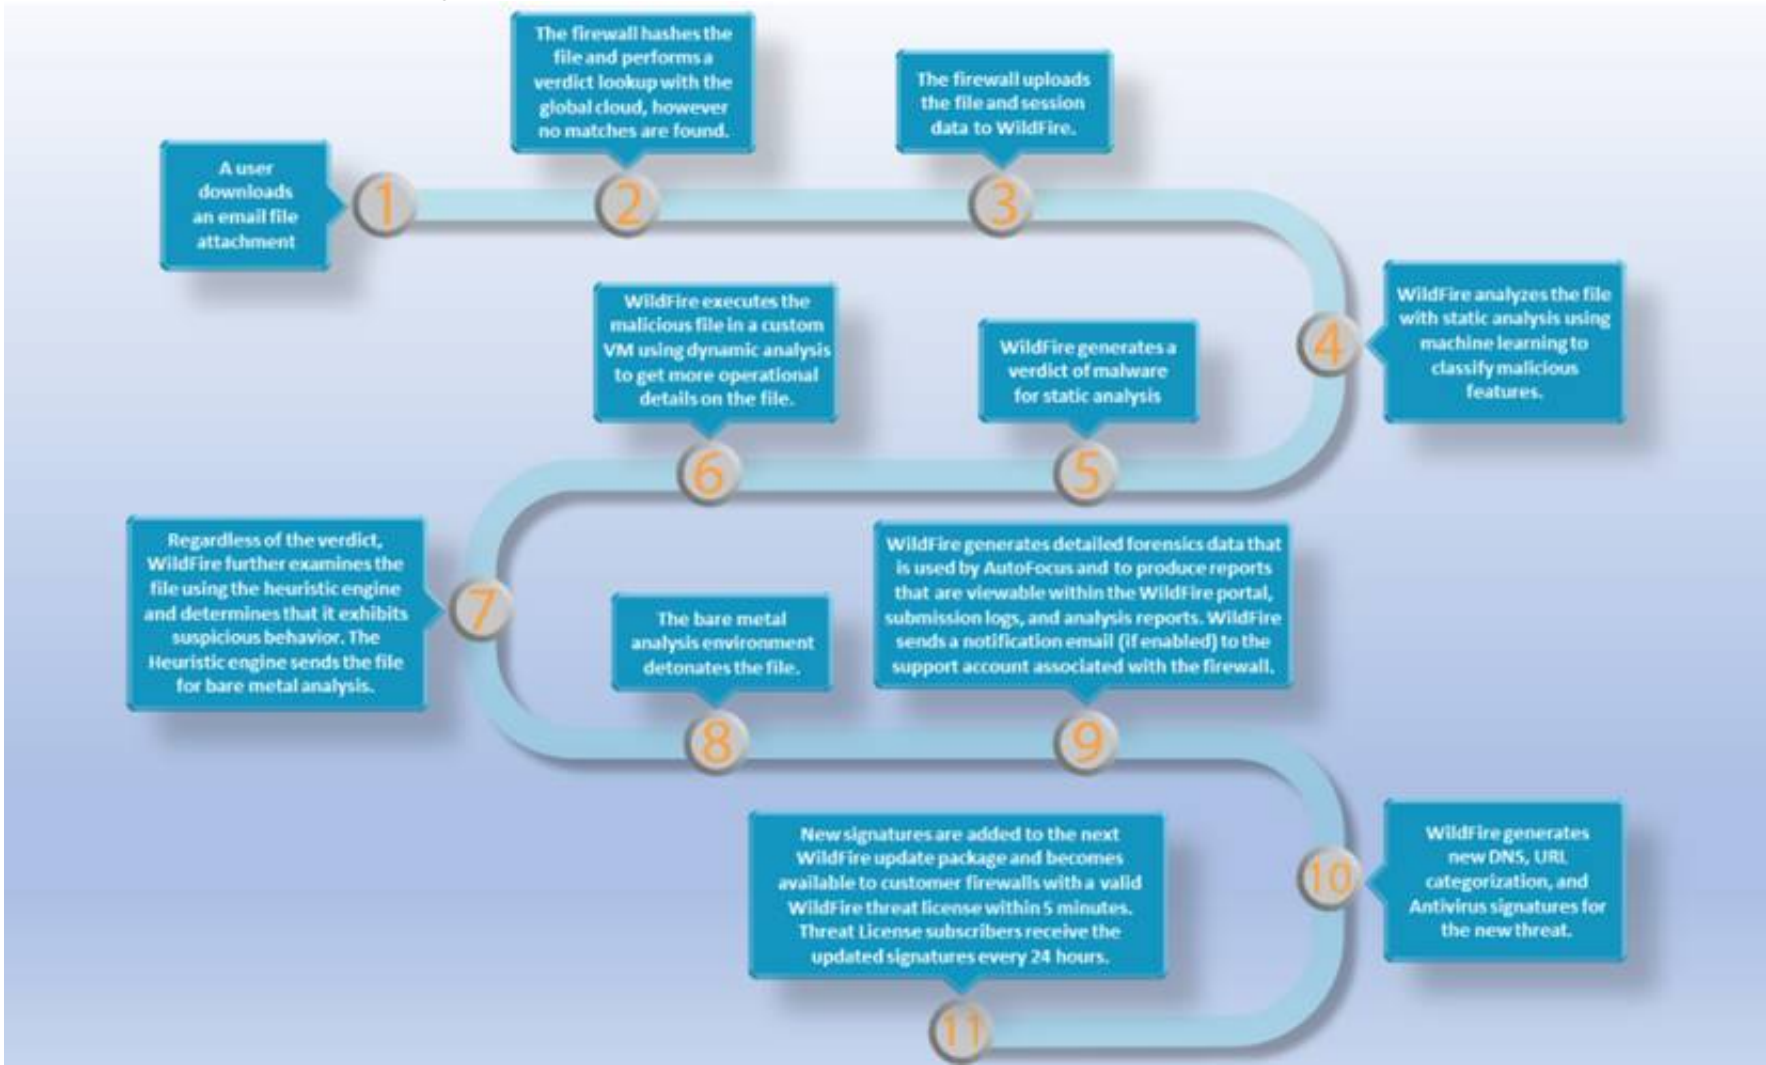 A user
downloads
an email file
attachment
1
The firewall hashes the
file and performs a
verdict lookup with the
global cloud, however
no matches are found.
2
The firewall uploads
the file and session
data to WildFire.
3
WildFire analyzes the file
with static analysis using
machine learning to
classify malicious
features.
4
WildFire generates a
verdict of malware
for static analysis
5
WildFire executes the
malicious file in a custom
VM using dynamic analysis
to get more operational
details on the file.
6
Regardless of the verdict,
WildFire further examines the
file using the heuristic engine
and determines that it exhibits
suspicious behavior. The
Heuristic engine sends the file
for bare metal analysis.
7
The bare metal
analysis environment
detonates the file.
8
WildFire generates detailed forensics data that
is used by AutoFocus and to produce reports
that are viewable within the WildFire portal,
submission logs, and analysis reports. WildFire
sends a notification email (if enabled) to the
support account associated with the firewall.
9
WildFire generates
new DNS, URL
categorization, and
Antivirus signatures for
the new threat.
10
New signatures are added to the next
WildFire update package and becomes
available to customer firewalls with a valid
WildFire threat license within 5 minutes.
Threat License subscribers receive the
updated signatures every 24 hours.
11